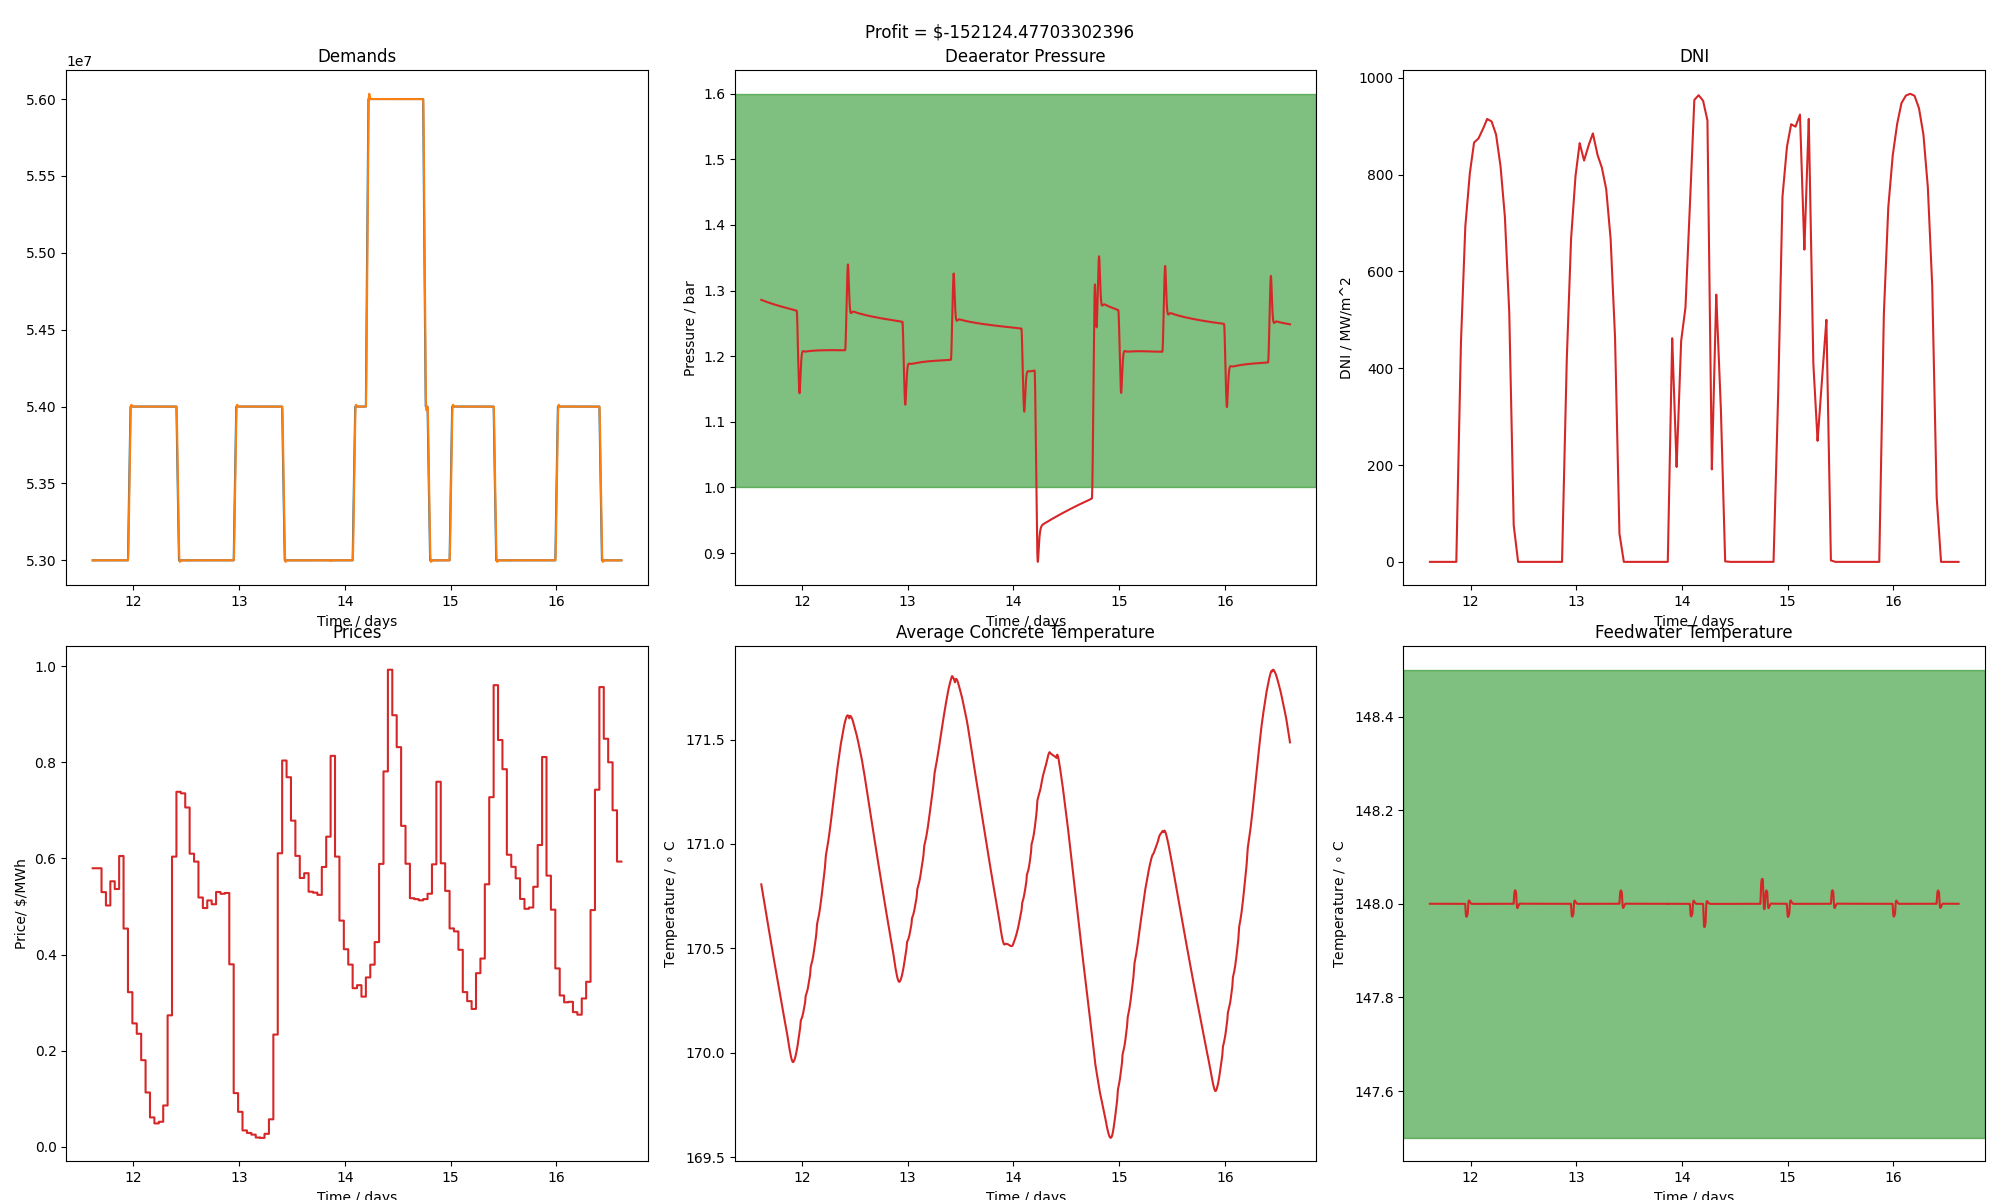 Profit = $-152124.47703302396
Demands
1e7
5.60
5.55
5.50
5.45
5.40
5.35
5.30
12 13 14 15 16
Time / days
Deaerator Pressure
Pressure / bar
1.6
1.5
1.4
1.3
1.2
1.1
1.0
0.9
12 13 14 15 16
Time / days
DNI
DNI / MW/m^2
1000
800
600
400
200
0
12 13 14 15 16
Time / days
Prices
Price/ $/MWh
1.0
0.8
0.6
0.4
0.2
0.0
12 13 14 15 16
Time / days
Average Concrete Temperature
Temperature / ∘ C
171.5
171.0
170.5
170.0
169.5
12 13 14 15 16
Time / days
Feedwater Temperature
Temperature / ∘ C
148.4
148.2
148.0
147.8
147.6
12 13 14 15 16
Time / days